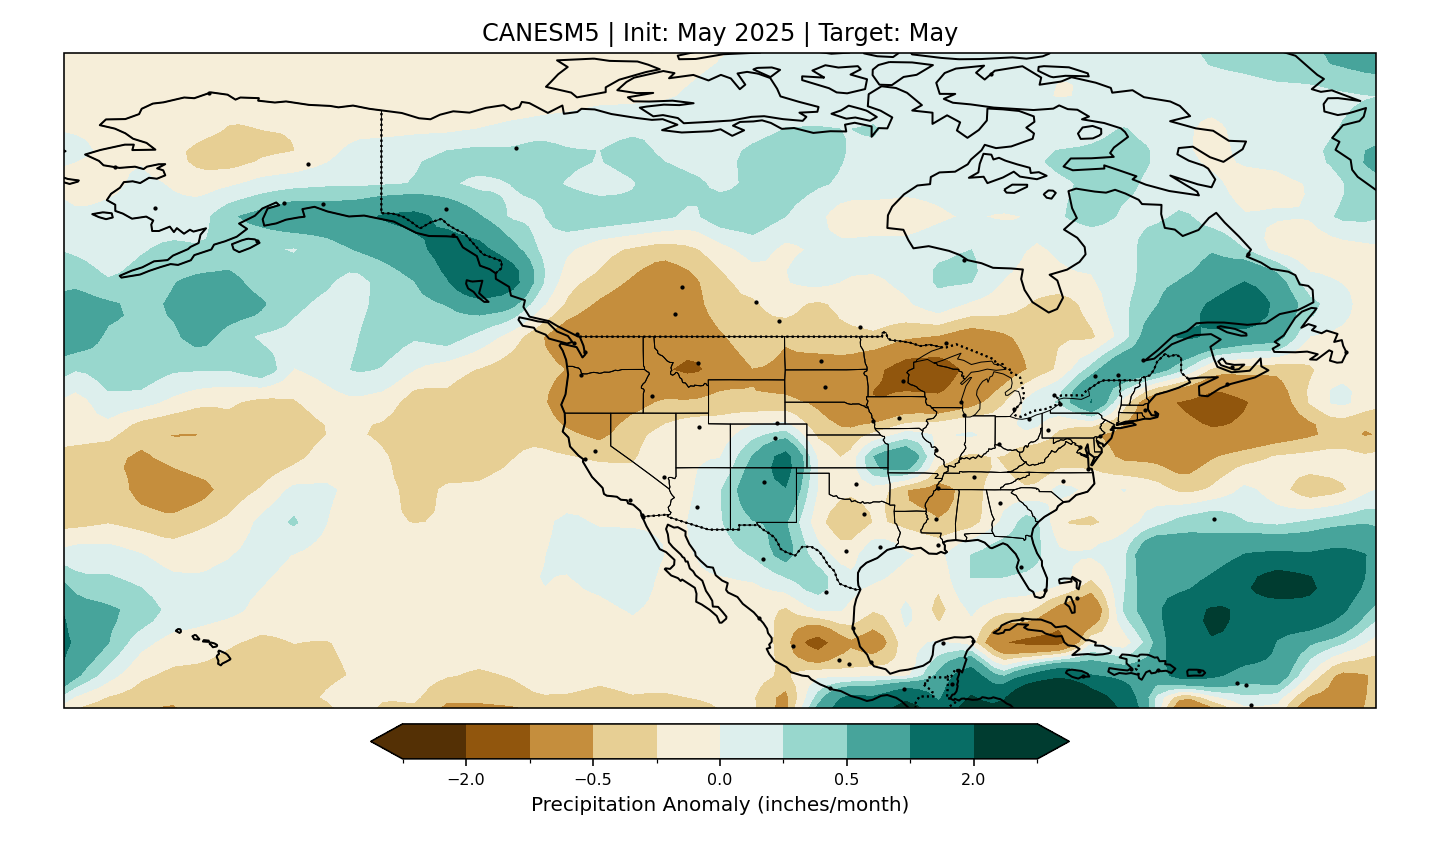 CANESM5 | Init: May 2025 | Target: May
−2.0 −0.5 0.0 0.5 2.0
Precipitation Anomaly (inches/month)